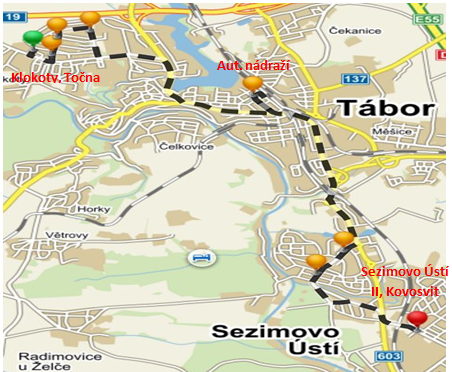 19
E55
Čekanice
Klokoty, Točna
Aut. nádraží
137
Tábor
Měšice
Čelkovice
Horky
Větrovy
Sezimovo Ústí
II, Kovosvit
Sezimovo
Ústí
603
Radimovice
u Želče